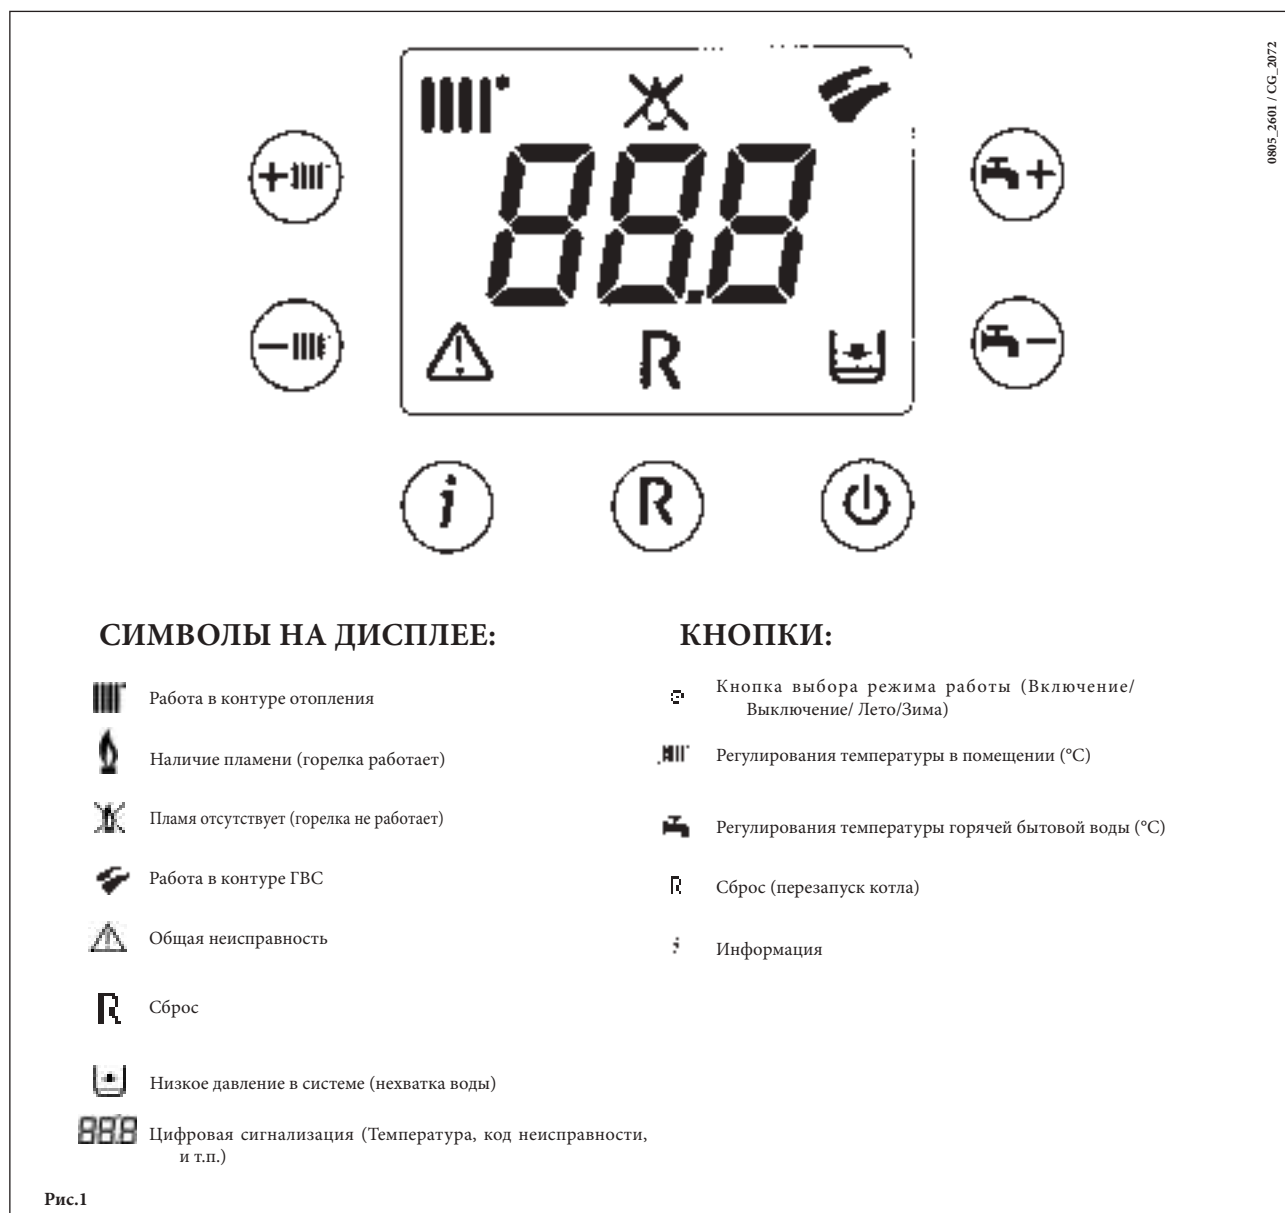 0805_2601 / CG_2072
88.8
R
i
R
СИМВОЛЫ НА ДИСПЛЕЕ:
Работа в контуре отопления
Наличие пламени (горелка работает)
Пламя отсутствует (горелка не работает)
Работа в контуре ГВС
Общая неисправность
R Сброс
Низкое давление в системе (нехватка воды)
88.8 Цифровая сигнализация (Температура, код неисправности,
и т.п.)
КНОПКИ:
Кнопка выбора режима работы (Включение/
Выключение/ Лето/Зима)
Регулирования температуры в помещении (°C)
Регулирования температуры горячей бытовой воды (°C)
R Сброс (перезапуск котла)
i Информация
Рис.1